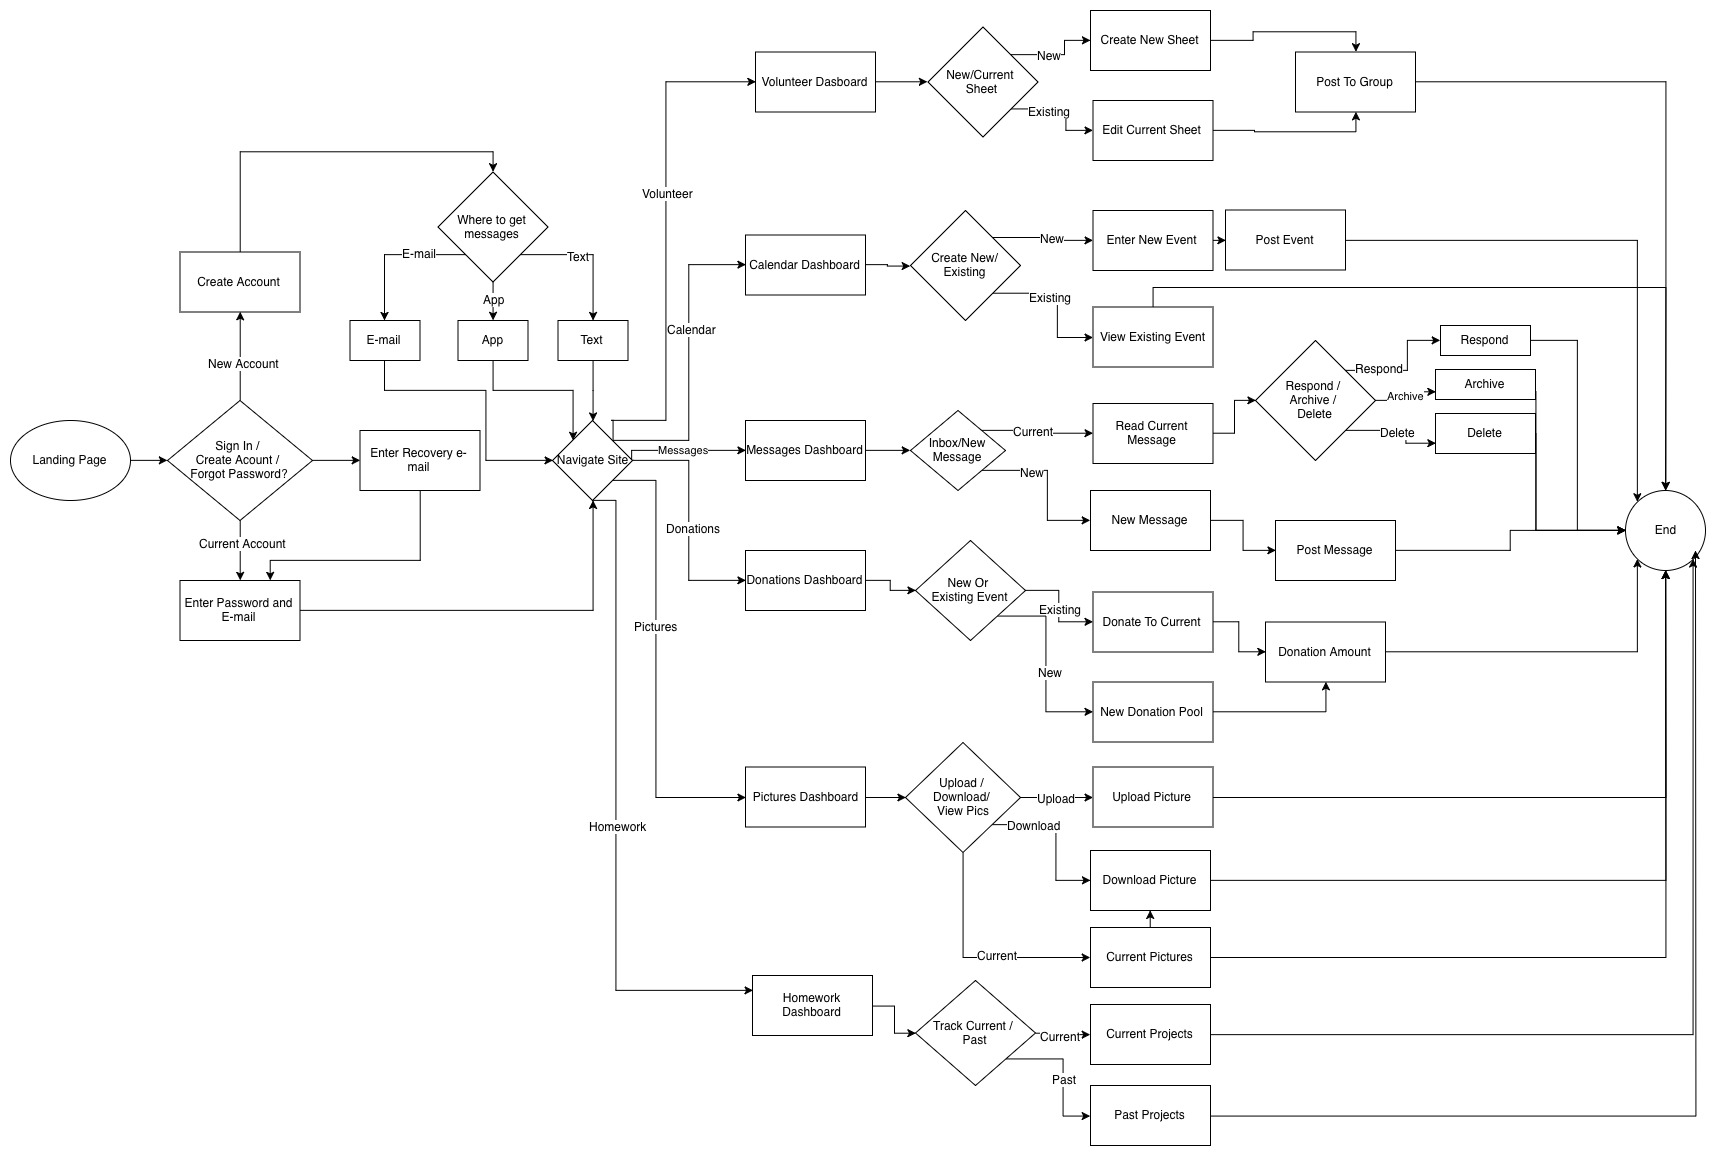 Landing Page
Sign In /
Create Acount /
Forgot Password?
New Account
Create Account
Current Account
Enter Password and
E-mail
Enter Recovery e-
mail
Where to get
messages
E-mail
App
Text
E-mail
App
Text
Navigate Site
Volunteer
Calendar
Messages
Donations
Pictures
Homework
Volunteer Dasboard
New/Current
Sheet
New
Existing
Create New Sheet
Edit Current Sheet
Post To Group
Calendar Dashboard
Create New/
Existing
New
Existing
Enter New Event
Post Event
View Existing Event
Messages Dashboard
Inbox/New
Message
Current
New
Read Current
Message
Respond /
Archive /
Delete
Respond
Archive
Delete
Respond
Archive
Delete
New Message
Post Message
End
Donations Dashboard
New Or
Existing Event
Existing
New
Donate To Current
Donation Amount
New Donation Pool
Pictures Dashboard
Upload /
Download/
View Pics
Upload
Download
Current
Upload Picture
Download Picture
Current Pictures
Homework
Dashboard
Track Current /
Past
Current
Past
Current Projects
Past Projects